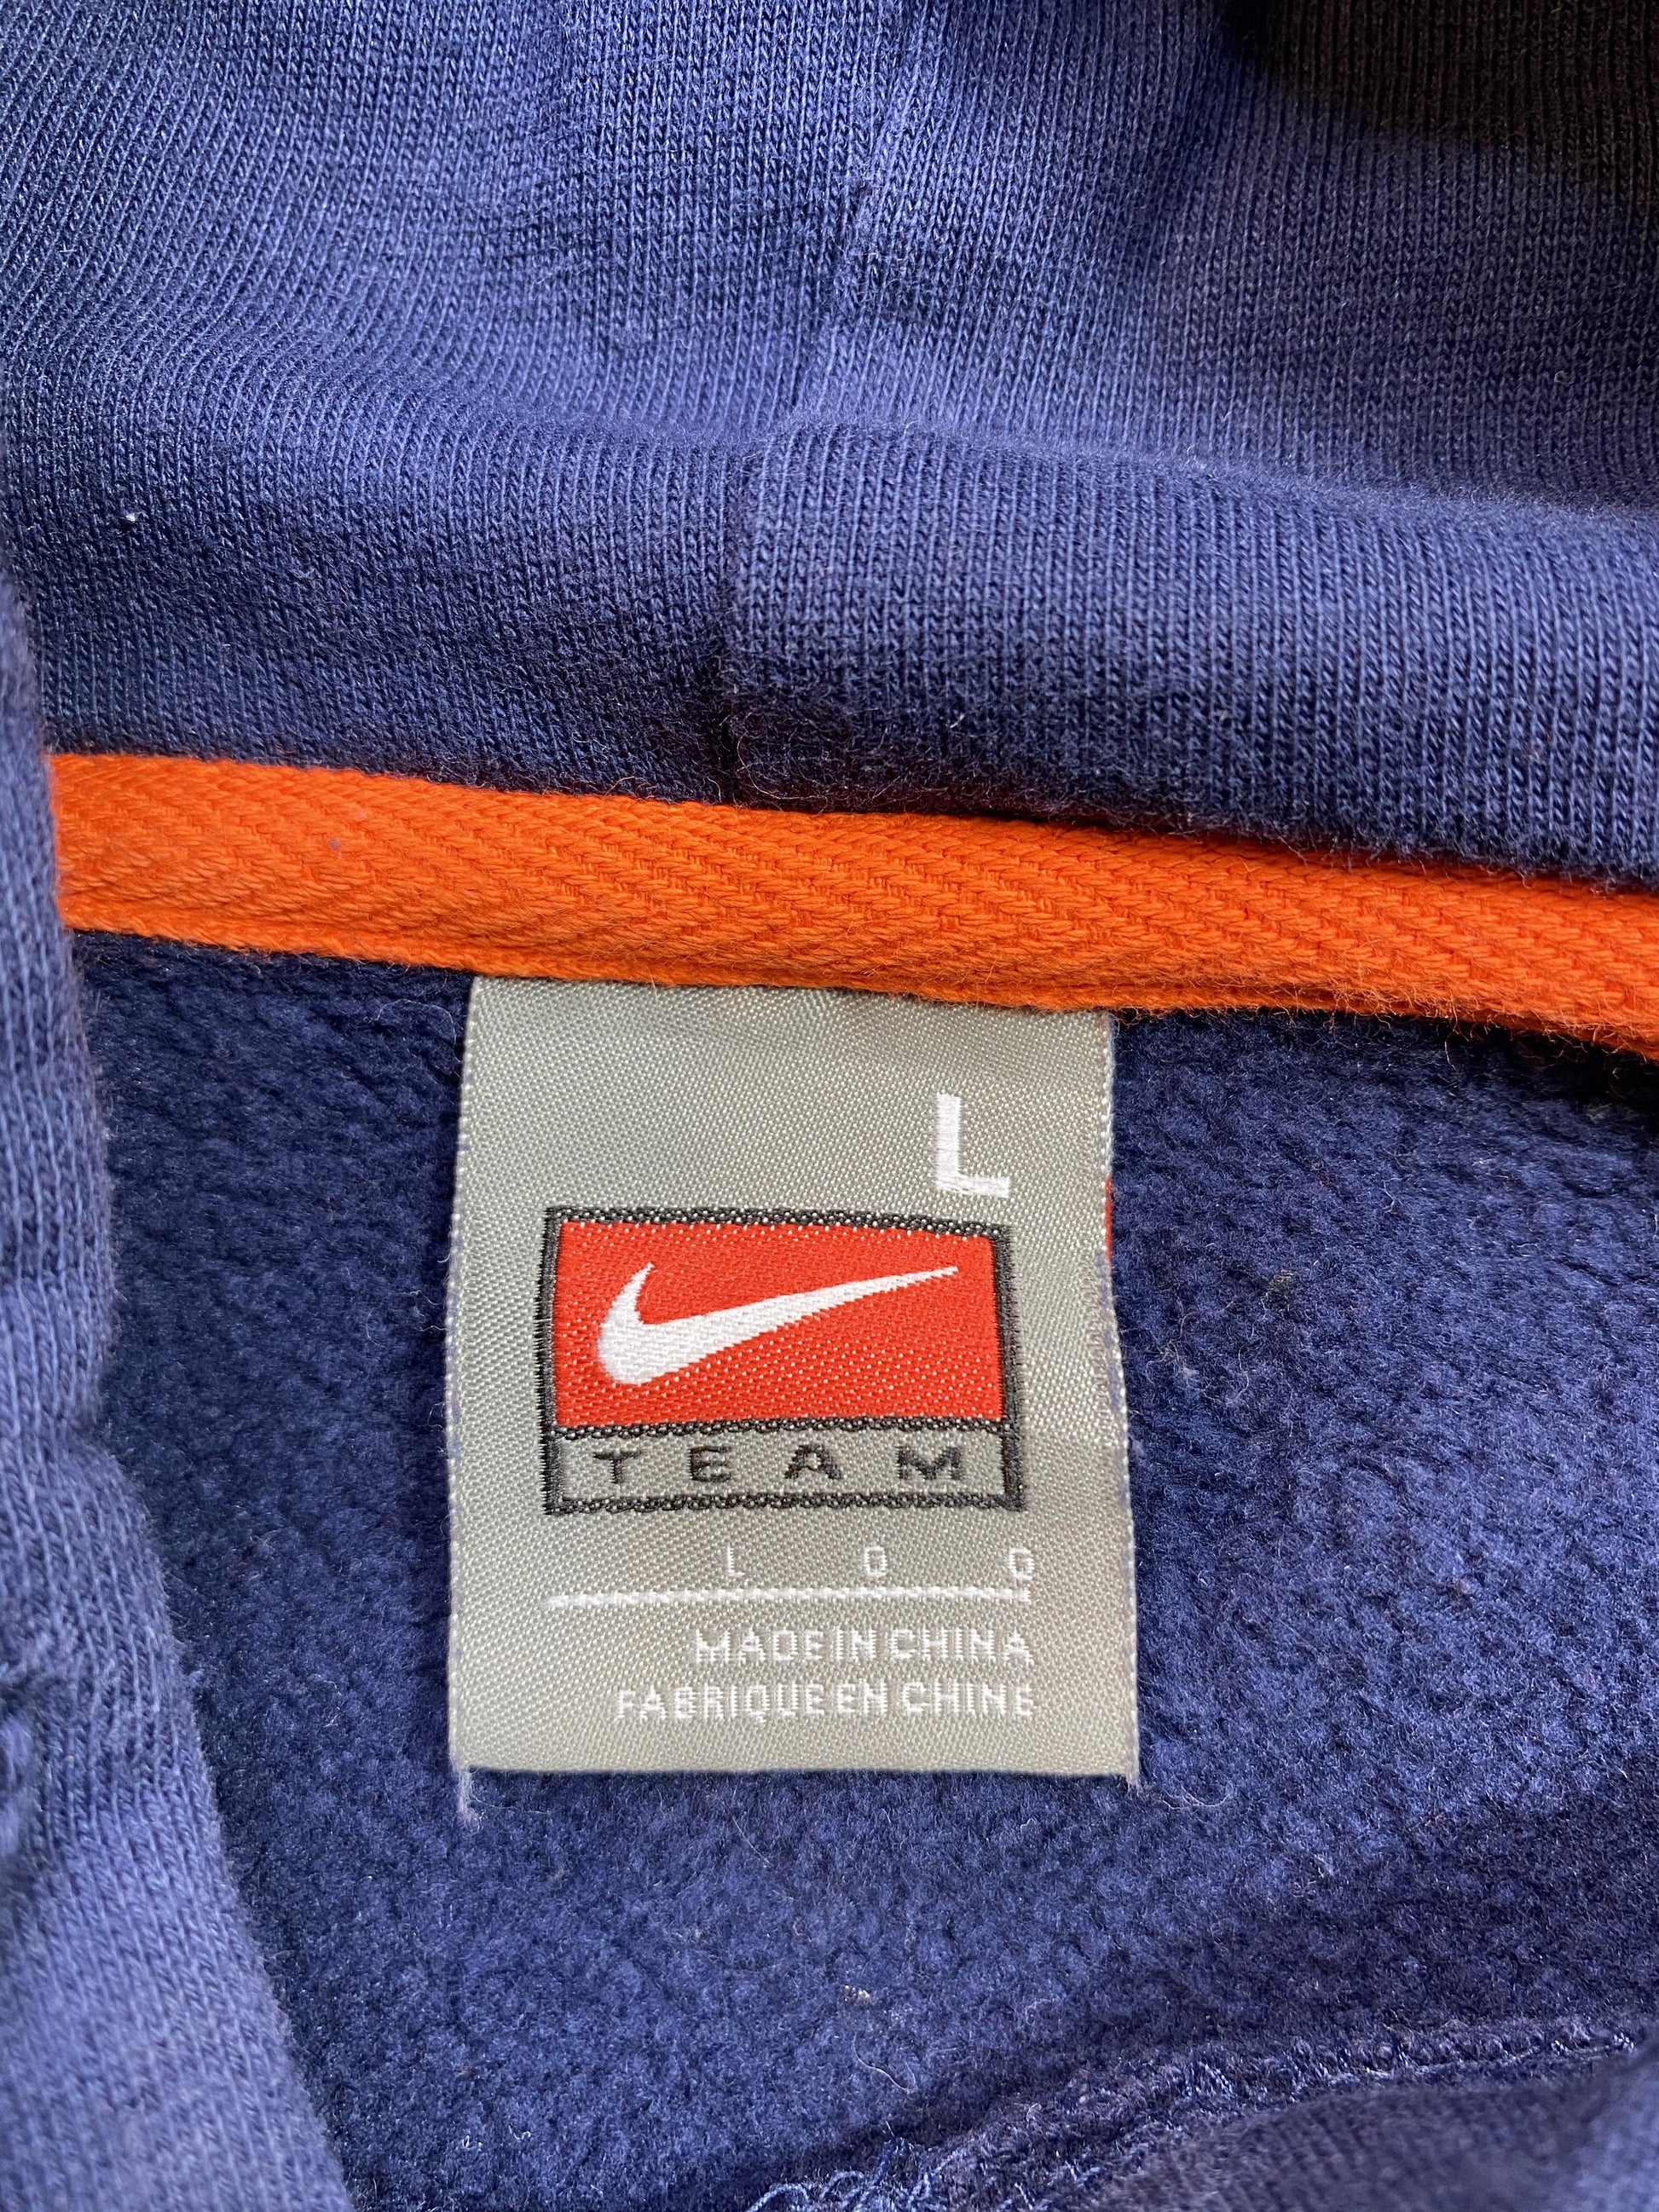 L
TEAM
L G G
MADE IN CHINA
FABRIQUE EN CHINE